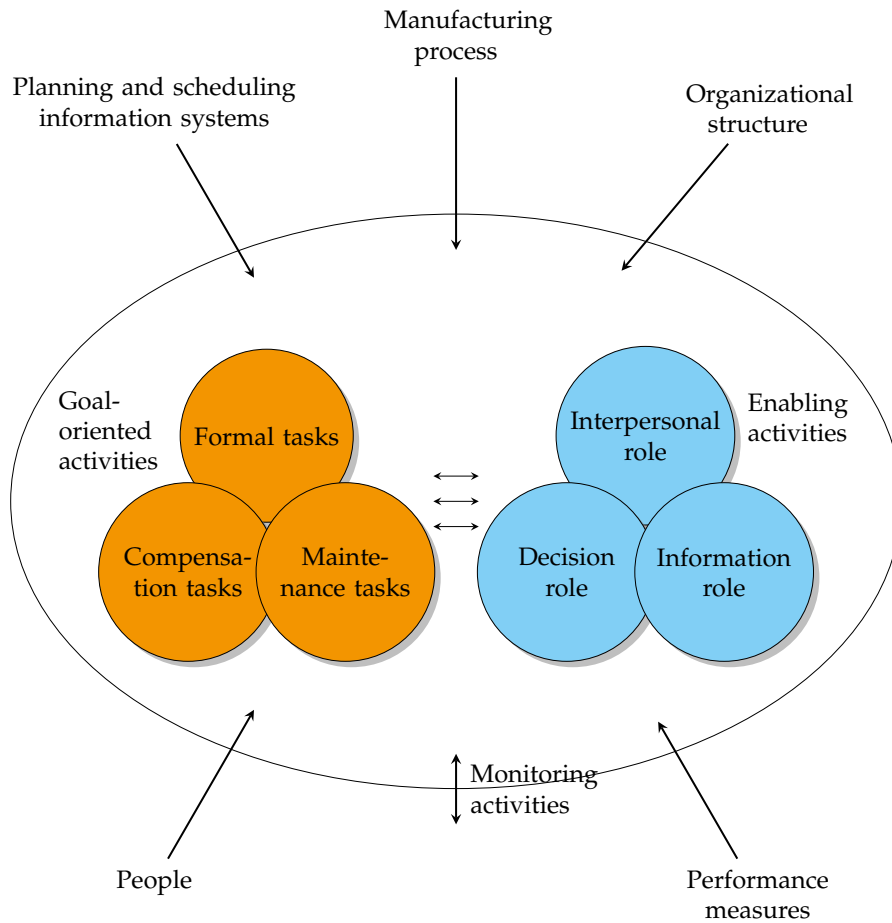 Manufacturing
process
Planning and scheduling
information systems
Organizational
structure
Goal-
oriented
activities
Formal tasks
Compensa-
tion tasks
Mainte-
nance tasks
Interpersonal
role
Enabling
activities
Decision
role
Information
role
Monitoring
activities
People
Performance
measures